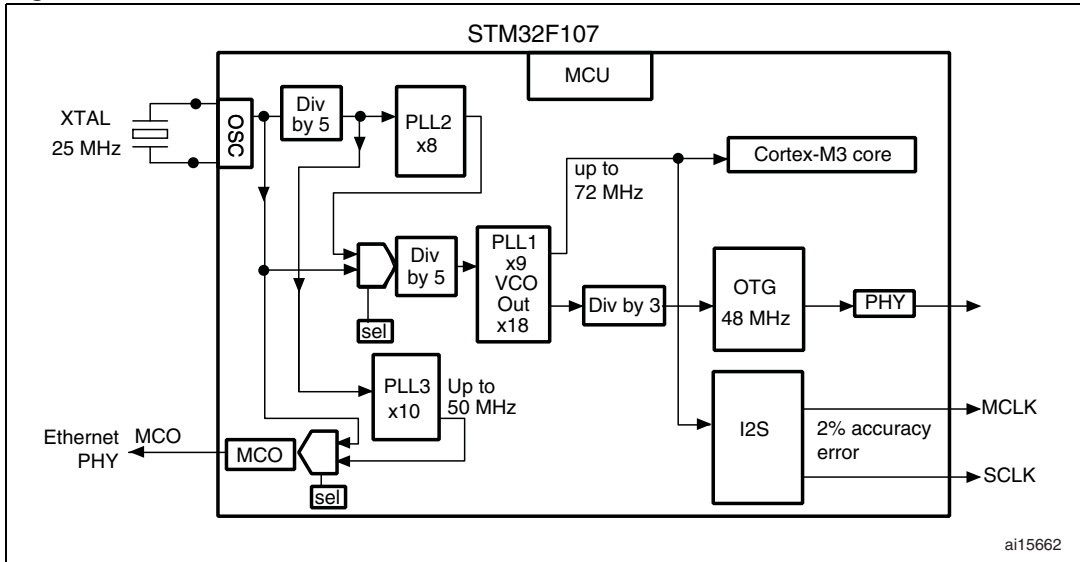 STM32F107
MCU
XTAL
25 MHz
OSC
Div
by 5
PLL2
x8
Cortex-M3 core
up to
72 MHz
Div
by 5
sel
PLL1
x9
VCO
Out
x18
Div by 3
OTG
48 MHz
PHY
PLL3
x10
Up to
50 MHz
I2S
2% accuracy
error
MCLK
SCLK
Ethernet
PHY
MCO
MCO
sel
ai15662